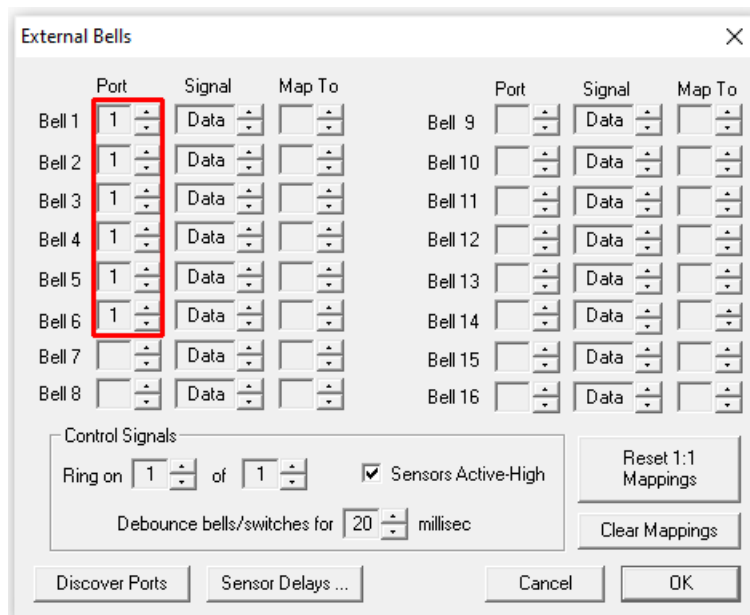 External Bells
Port Signal Map To Port Signal Map To
Bell 1 1 Data Bell 9 Data
Bell 2 1 Data Bell 10 Data
Bell 3 1 Data Bell 11 Data
Bell 4 1 Data Bell 12 Data
Bell 5 1 Data Bell 13 Data
Bell 6 1 Data Bell 14 Data
Bell 7 Data Bell 15 Data
Bell 8 Data Bell 16 Data
Control Signals
Ring on 1 of 1 Sensors Active-High
Debounce bells/switches for 20 millisec
Reset 1:1
Mappings
Clear Mappings
Discover Ports Sensor Delays ... Cancel OK